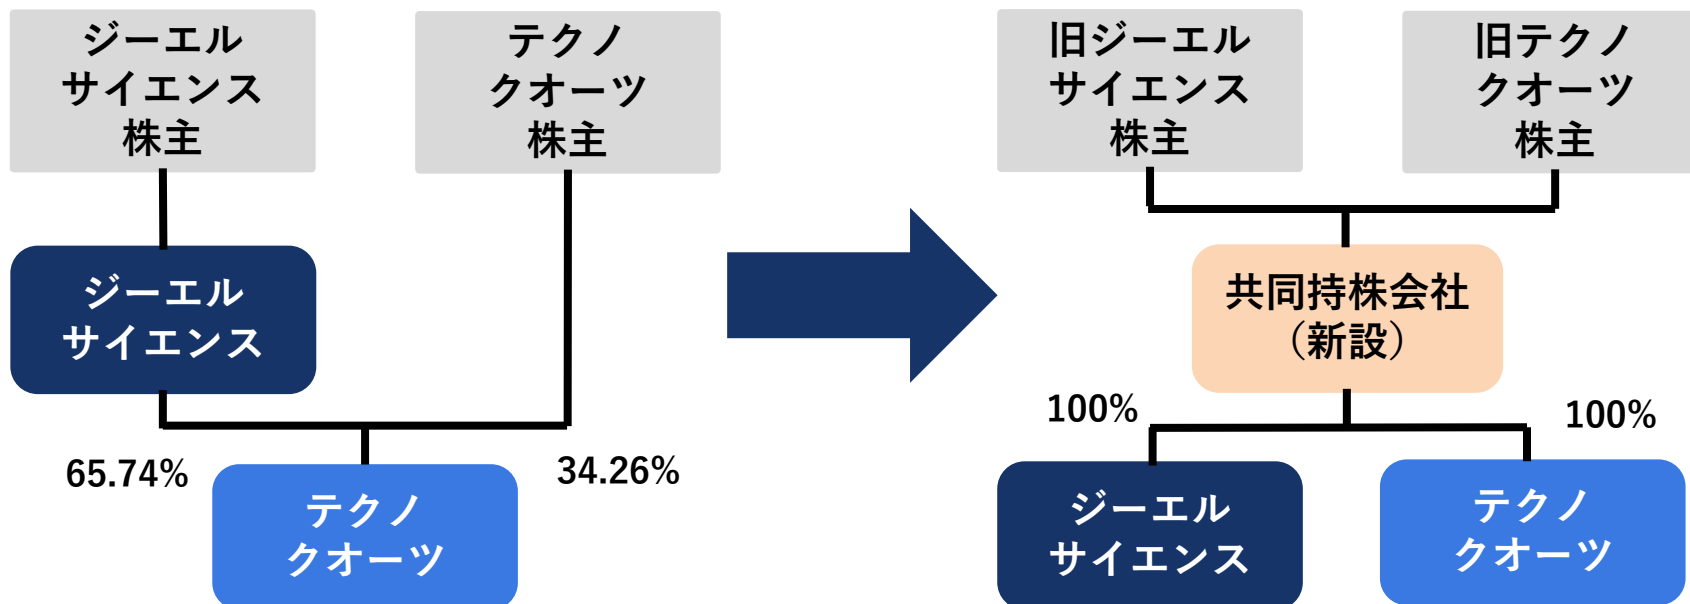 ジーエル
サイエンス
株主
テクノ
クオーツ
株主
ジーエル
サイエンス
65.74%
34.26%
テクノ
クオーツ
旧ジーエル
サイエンス
株主
旧テクノ
クオーツ
株主
共同持株会社
（新設）
100%
100%
ジーエル
サイエンス
テクノ
クオーツ